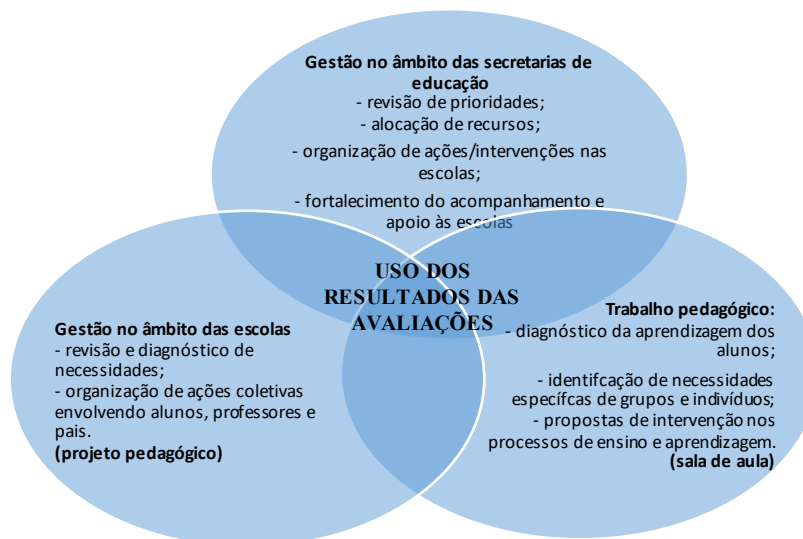 Gestão no âmbito das secretarias de
educação
- revisão de prioridades;
- alocação de recursos;
- organização de ações/intervenções nas
escolas;
- fortalecimento do acompanhamento e
apoio às escolas
USO DOS
RESULTADOS DAS
AVALIAÇÕES
Gestão no âmbito das escolas
- revisão e diagnóstico de
necessidades;
- organização de ações coletivas
envolvendo alunos, professores e
pais.
(projeto pedagógico)
Trabalho pedagógico:
- diagnóstico da aprendizagem dos
alunos;
- identifcação de necessidades
específcas de grupos e indivíduos;
- propostas de intervenção nos
processos de ensino e aprendizagem.
(sala de aula)